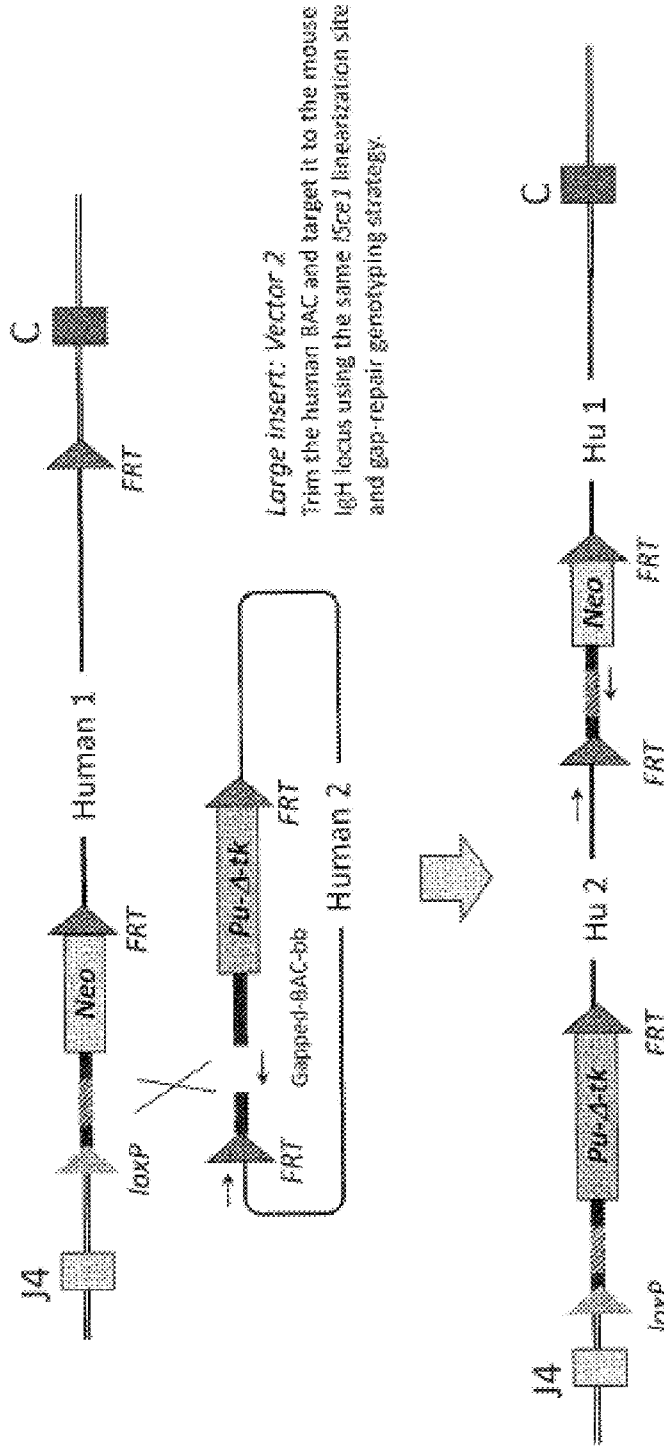 J4
loxP
Neo
FRT
Human 1
FRT
C
FRT
Pu-Δ-tk
FRT
Gapped-BAC-bb
Human 2
Large insert: Vector 2
Trim the human BAC and target it to the mouse
IgH locus using the same ISce1 linearization site
and gap-repair genotyping strategy.
J4
loxP
Pu-Δ-tk
FRT
Hu 2
FRT
Neo
FRT
Hu 1
C